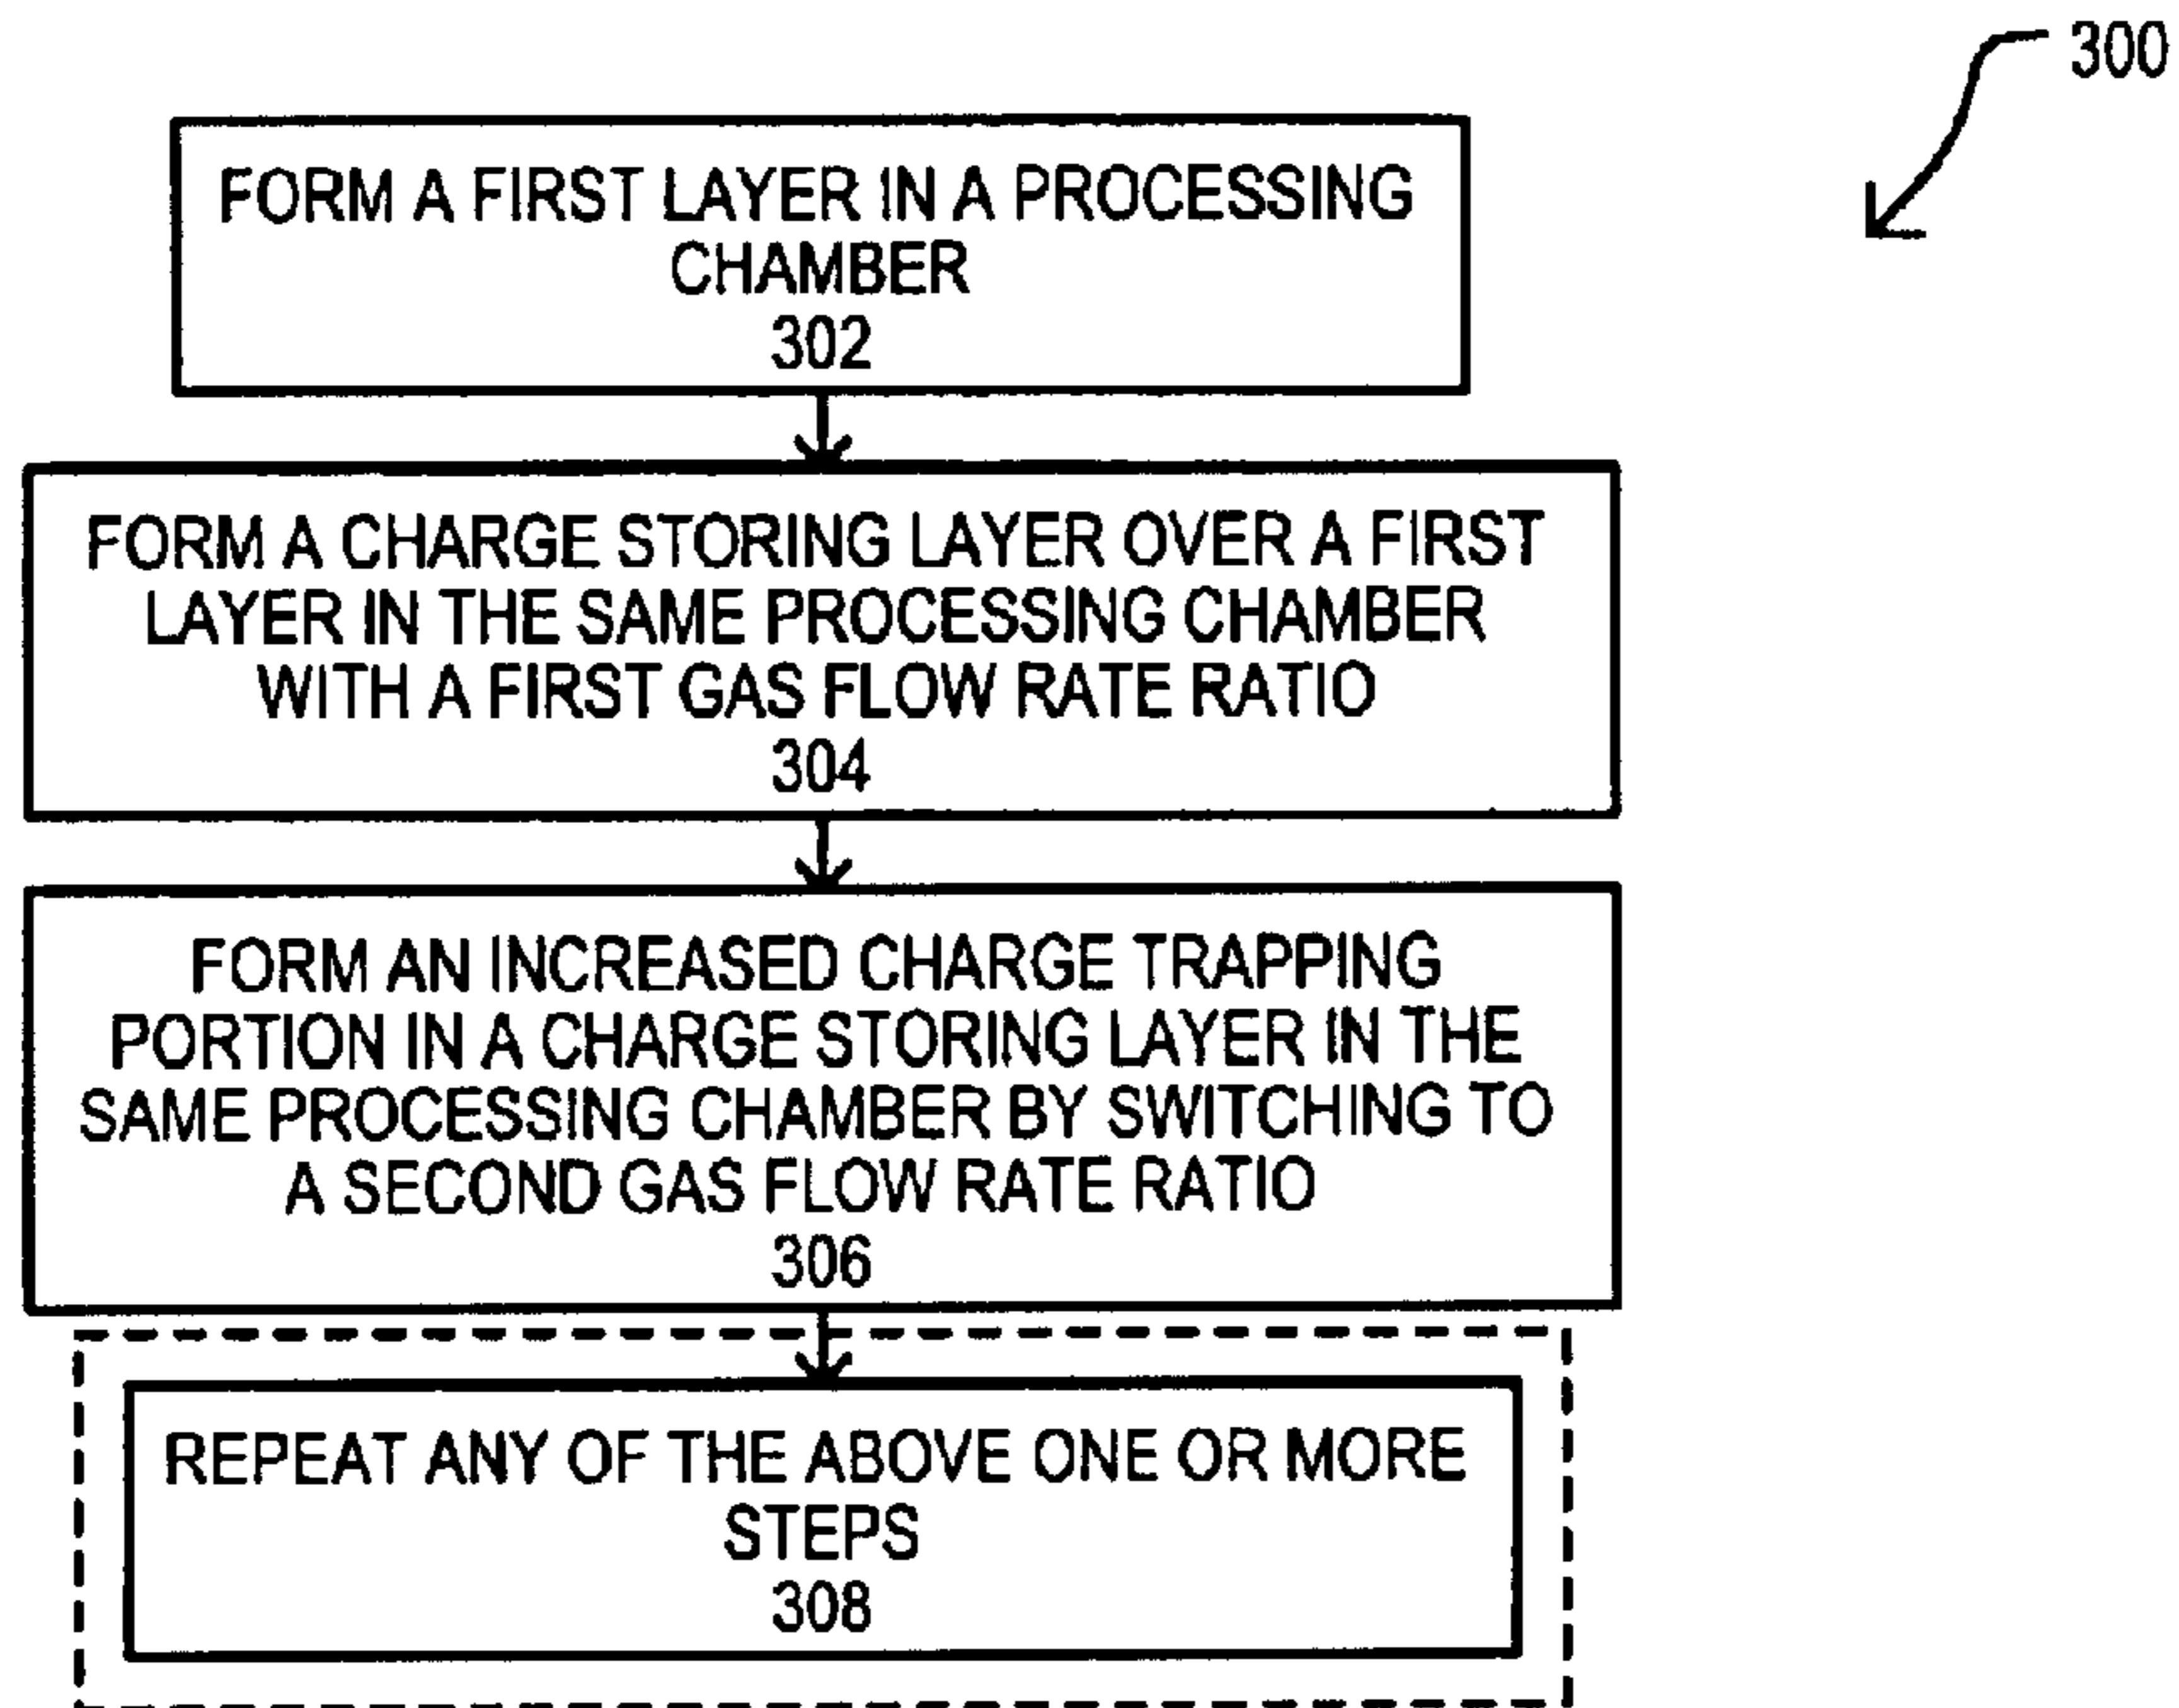 300
FORM A FIRST LAYER IN A PROCESSING
CHAMBER
302
FORM A CHARGE STORING LAYER OVER A FIRST
LAYER IN THE SAME PROCESSING CHAMBER
WITH A FIRST GAS FLOW RATE RATIO
304
FORM AN INCREASED CHARGE TRAPPING
PORTION IN A CHARGE STORING LAYER IN THE
SAME PROCESSING CHAMBER BY SWITCHING TO
A SECOND GAS FLOW RATE RATIO
306
REPEAT ANY OF THE ABOVE ONE OR MORE
STEPS
308